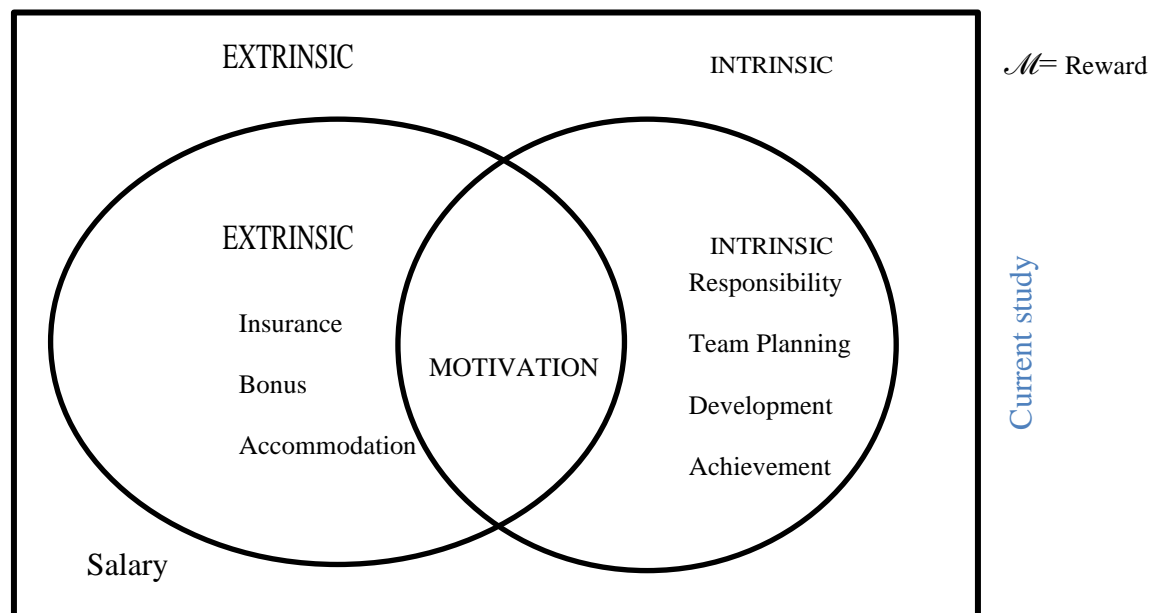 EXTRINSIC
INTRINSIC
ℳ= Reward
EXTRINSIC
Insurance
Bonus
Accommodation
MOTIVATION
INTRINSIC
Responsibility
Team Planning
Development
Achievement
Salary
Current study